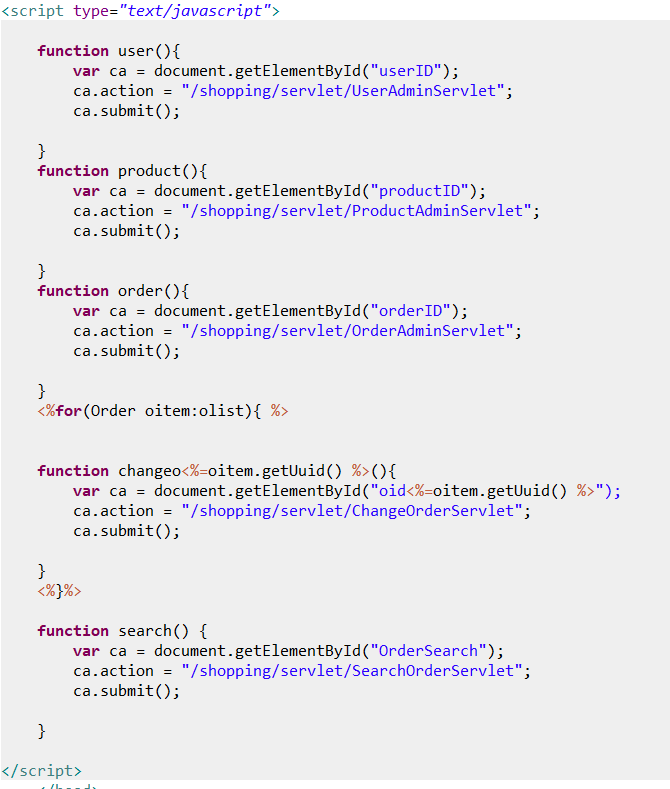 <script type="text/javascript">
function user(){
var ca = document.getElementById("userID");
ca.action = "/shopping/servlet/UserAdminServlet";
ca.submit();
}
function product(){
var ca = document.getElementById("productID");
ca.action = "/shopping/servlet/ProductAdminServlet";
ca.submit();
}
function order(){
var ca = document.getElementById("orderID");
ca.action = "/shopping/servlet/OrderAdminServlet";
ca.submit();
}
<%for(Order oitem:olist){ %>
function changeo<%=oitem.getUuid() %>(){
var ca = document.getElementById("oid<%=oitem.getUuid() %>");
ca.action = "/shopping/servlet/ChangeOrderServlet";
ca.submit();
}
<%}%>
function search() {
var ca = document.getElementById("OrderSearch");
ca.action = "/shopping/servlet/SearchOrderServlet";
ca.submit();
}
</script>